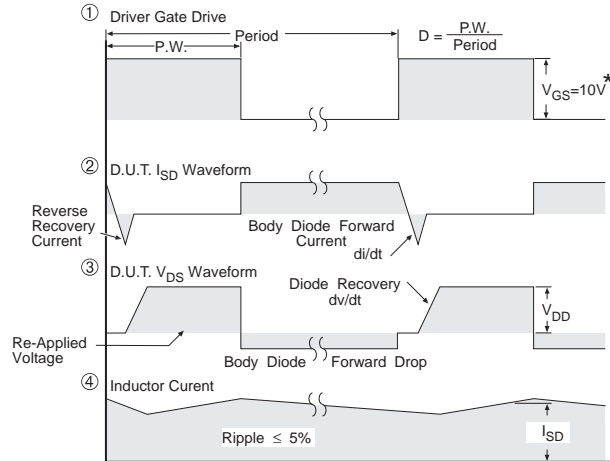 ① Driver Gate Drive
P.W.
Period
D = P.W.
Period
VGS=10V*
② D.U.T. ISD Waveform
Reverse
Recovery
Current
Body Diode Forward
Current
di/dt
③ D.U.T. VDS Waveform
Diode Recovery
dv/dt
VDD
Re-Applied
Voltage
Body Diode Forward Drop
④ Inductor Curent
Ripple ≤ 5%
ISD